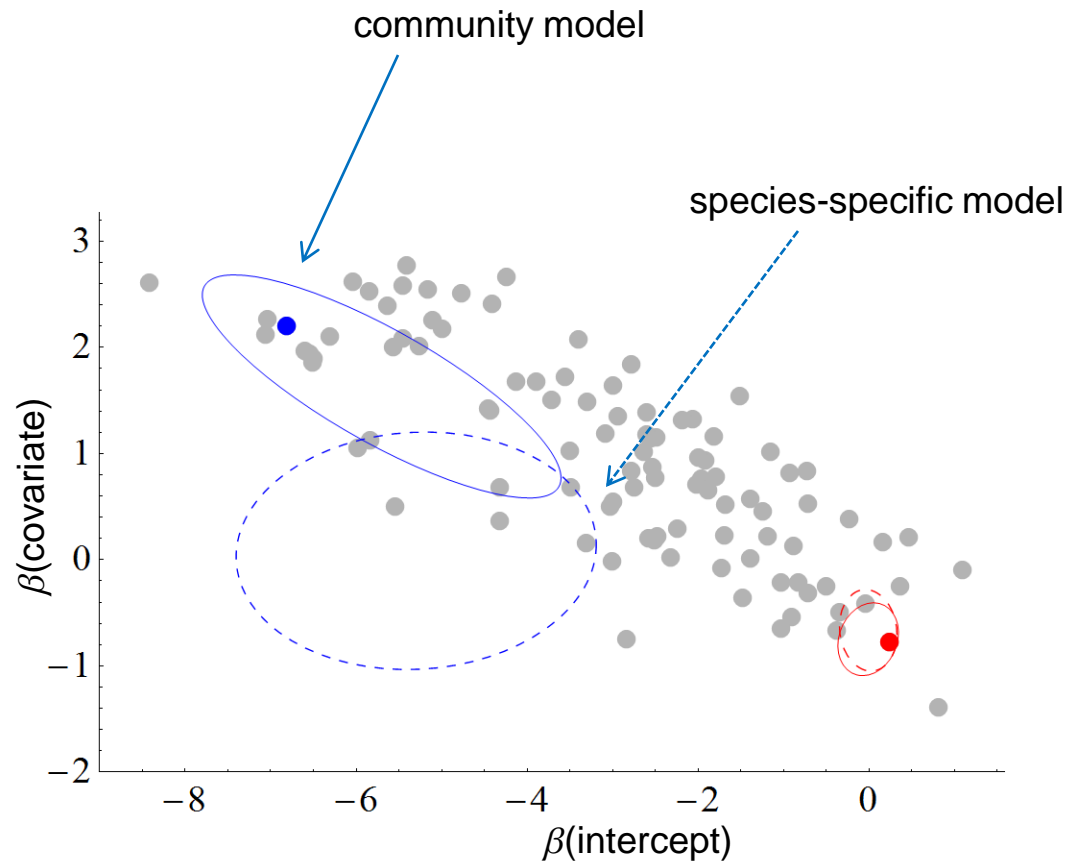 community model
species-specific model
3
2
1
0
−1
−2
β(covariate)
−8
−6
−4
−2
0
β(intercept)